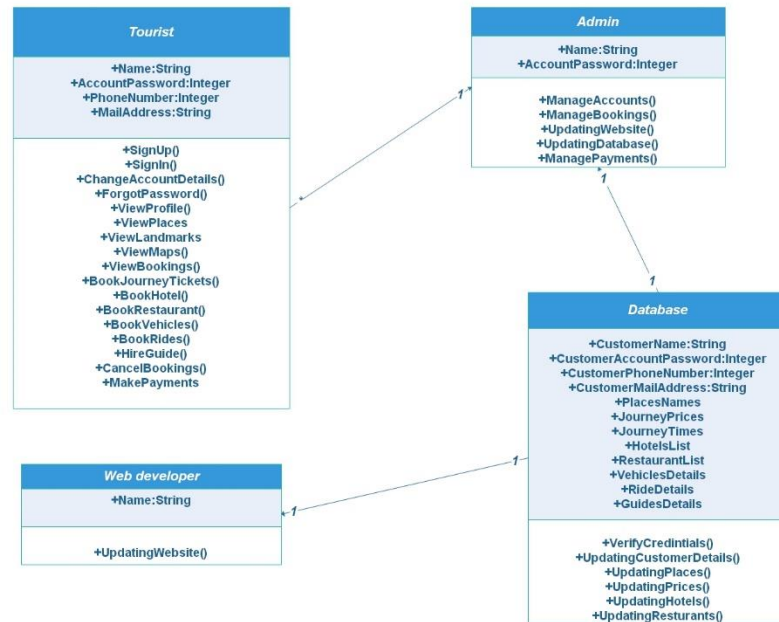 Tourist
+Name:String
+AccountPassword:Integer
+PhoneNumber:Integer
+MailAddress:String
+SignUp()
+SignIn()
+ChangeAccountDetails()
+ForgotPassword()
+ViewProfile()
+ViewPlaces
+ViewLandmarks
+ViewMaps()
+ViewBookings()
+BookJourneyTickets()
+BookHotel()
+BookRestaurant()
+BookVehicles()
+BookRides()
+HireGuide()
+CancelBookings()
+MakePayments
*
1
Admin
+Name:String
+AccountPassword:Integer
+ManageAccounts()
+ManageBookings()
+UpdatingWebsite()
+UpdatingDatabase()
+ManagePayments()
1
1
Database
+CustomerName:String
+CustomerAccountPassword:Integer
+CustomerPhoneNumber:Integer
+CustomerMailAddress:String
+PlacesNames
+JourneyPrices
+JourneyTimes
+HotelsList
+RestaurantList
+VehiclesDetails
+RideDetails
+GuidesDetails
+VerifyCredintials()
+UpdatingCustomerDetails()
+UpdatingPlaces()
+UpdatingPrices()
+UpdatingHotels()
+UpdatingResturants()
1
1
Web developer
+Name:String
+UpdatingWebsite()